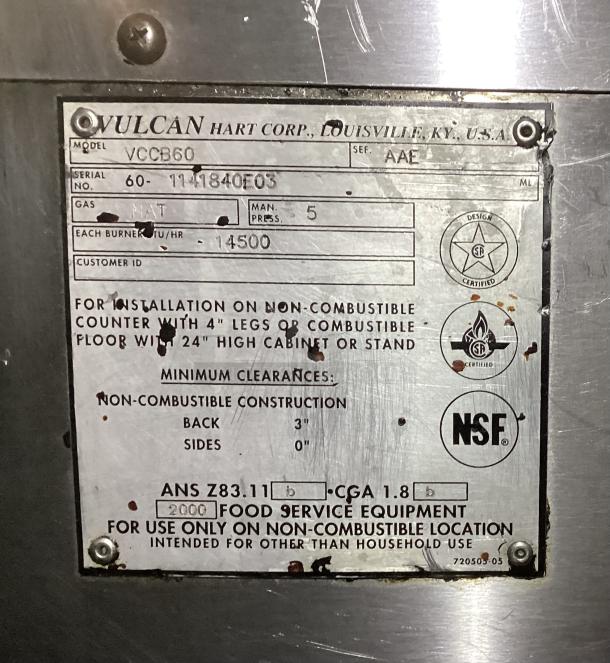 VULCAN HART CORP., LOUISVILLE, KY., U.S.A.
MODEL VCCB60 SEF. AAE
SERIAL NO. 60- 1141840E03 ML
GAS NAT MAN. PRESS. 5
EACH BURNER BTU/HR - 14500
CUSTOMER ID
DESIGN
CERTIFIED
FOR INSTALLATION ON NON-COMBUSTIBLE
COUNTER WITH 4" LEGS OR COMBUSTIBLE
FLOOR WITH 24" HIGH CABINET OR STAND
CERTIFIED
MINIMUM CLEARANCES:
NON-COMBUSTIBLE CONSTRUCTION
BACK 3"
SIDES 0"
NSF®
ANS Z83.11 b •CGA 1.8 b
2000 FOOD SERVICE EQUIPMENT
FOR USE ONLY ON NON-COMBUSTIBLE LOCATION
INTENDED FOR OTHER THAN HOUSEHOLD USE
720505-05